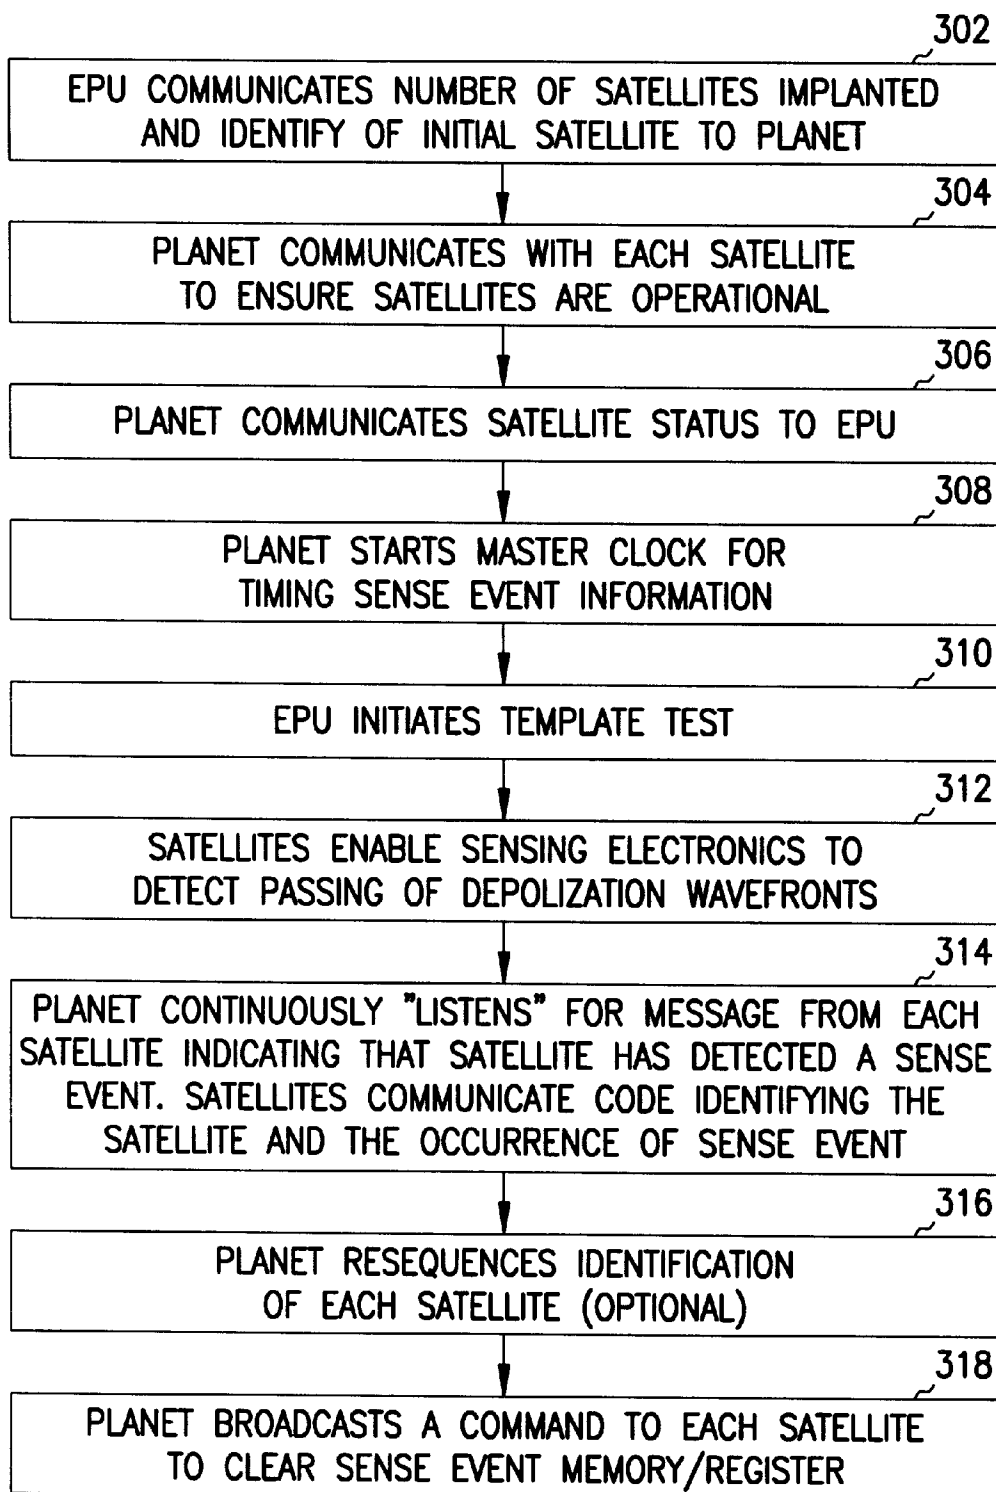 302
EPU COMMUNICATES NUMBER OF SATELLITES IMPLANTED
AND IDENTIFY OF INITIAL SATELLITE TO PLANET
304
PLANET COMMUNICATES WITH EACH SATELLITE
TO ENSURE SATELLITES ARE OPERATIONAL
306
PLANET COMMUNICATES SATELLITE STATUS TO EPU
308
PLANET STARTS MASTER CLOCK FOR
TIMING SENSE EVENT INFORMATION
310
EPU INITIATES TEMPLATE TEST
312
SATELLITES ENABLE SENSING ELECTRONICS TO
DETECT PASSING OF DEPOLIZATION WAVEFRONTS
314
PLANET CONTINUOUSLY "LISTENS" FOR MESSAGE FROM EACH
SATELLITE INDICATING THAT SATELLITE HAS DETECTED A SENSE
EVENT. SATELLITES COMMUNICATE CODE IDENTIFYING THE
SATELLITE AND THE OCCURRENCE OF SENSE EVENT
316
PLANET RESEQUENCES IDENTIFICATION
OF EACH SATELLITE (OPTIONAL)
318
PLANET BROADCASTS A COMMAND TO EACH SATELLITE
TO CLEAR SENSE EVENT MEMORY/REGISTER